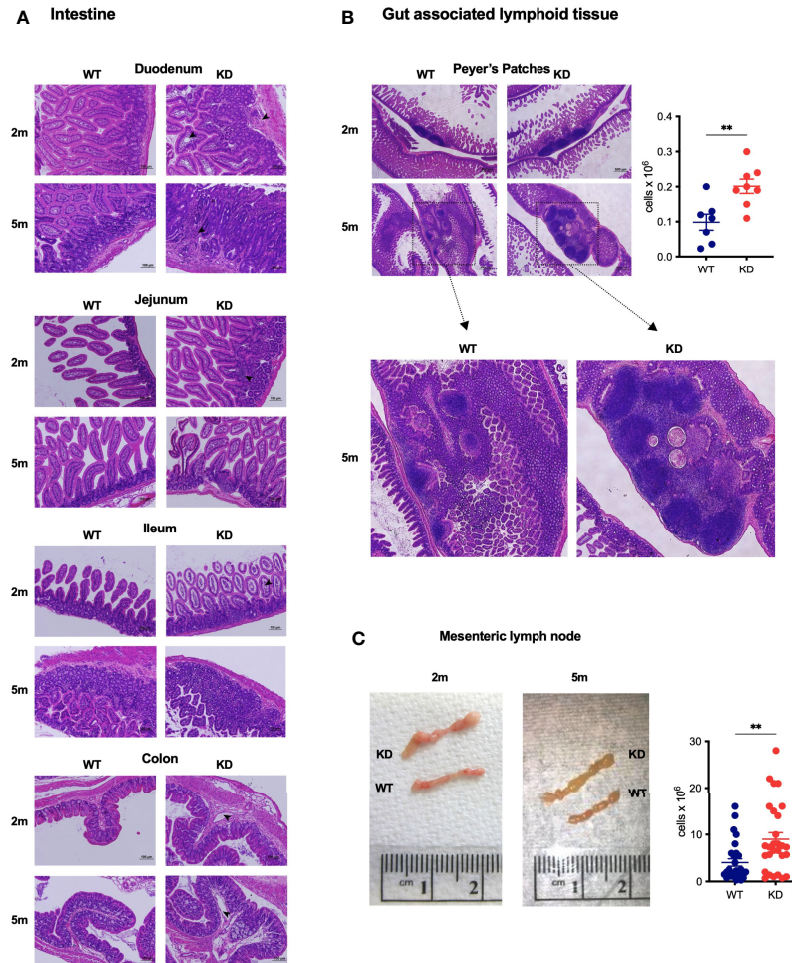 A Intestine
Duodenum
WT KD
2m
5m
Jejunum
WT KD
2m
5m
Ileum
WT KD
2m
5m
Colon
WT KD
2m
5m
B Gut associated lymphoid tissue
Peyer's Patches
WT KD
2m
5m
cells x 10⁶
0.4
0.3
0.2
0.1
0.0
**
WT KD
WT KD
5m
C Mesenteric lymph node
2m 5m
KD
WT
cm 1 2
KD
WT
cm 1 2
cells x 10⁶
30
20
10
0
**
WT KD